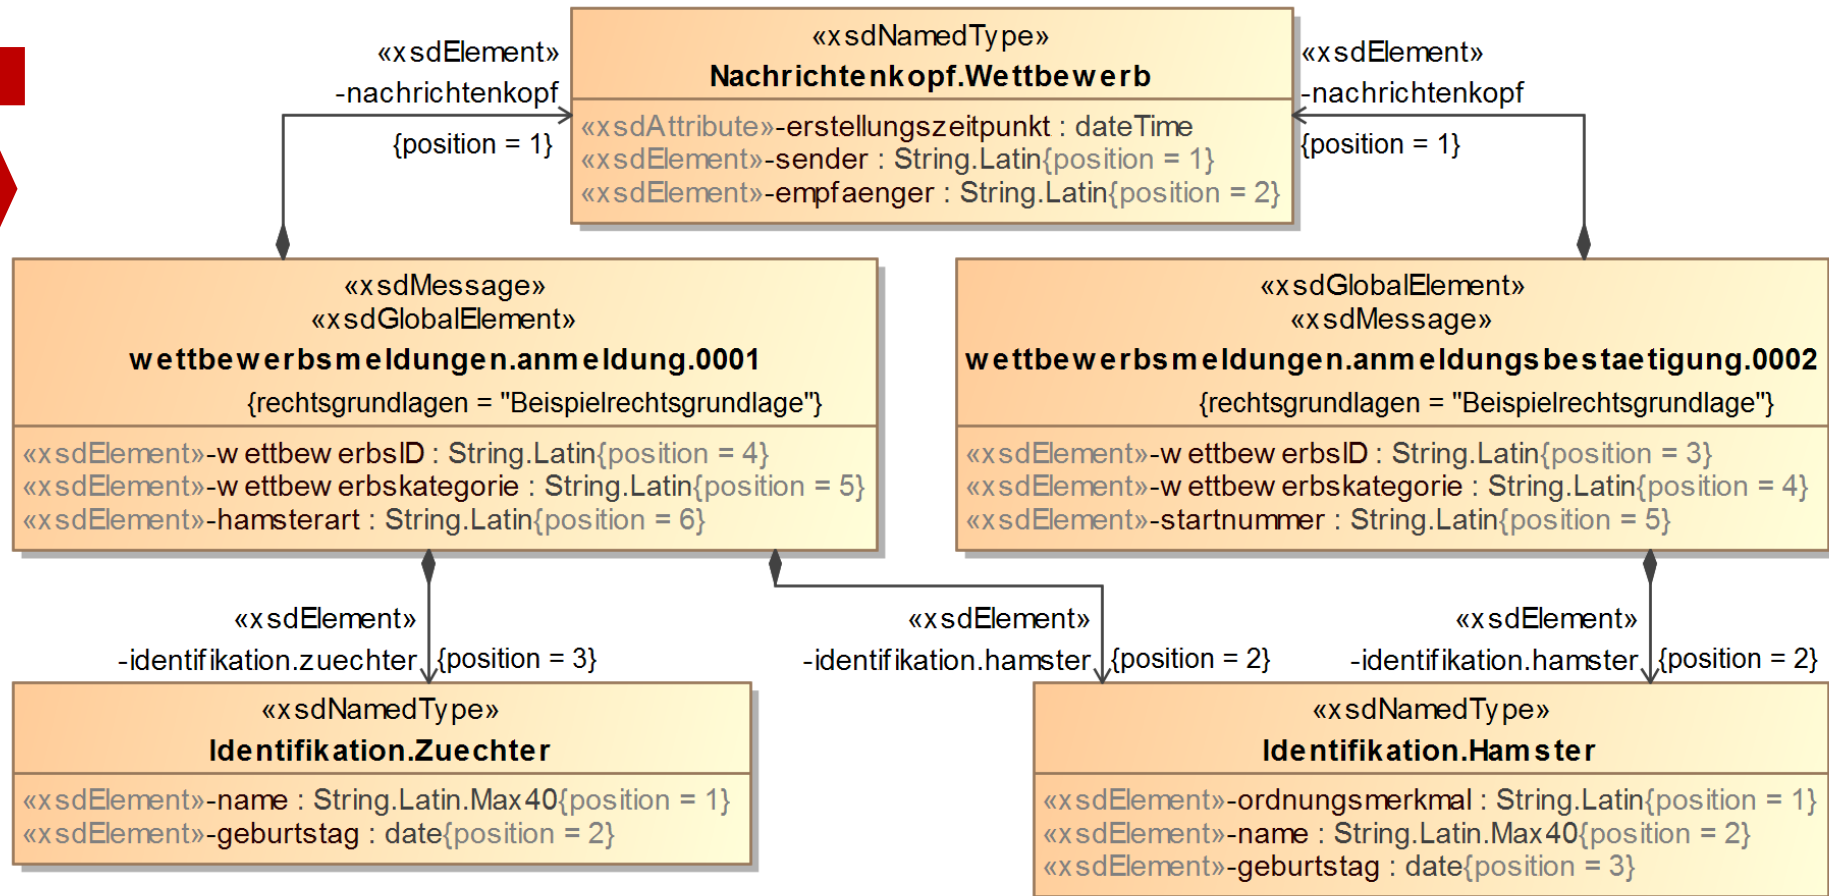 «xsdElement»
-nachrichtenkopf
{position = 1}
«xsdNamedType»
Nachrichtenkopf.Wettbewerb
«xsdAttribute»-erstellungszeitpunkt : dateTime
«xsdElement»-sender : String.Latin{position = 1}
«xsdElement»-empfaenger : String.Latin{position = 2}
«xsdElement»
-nachrichtenkopf
{position = 1}
«xsdMessage»
«xsdGlobalElement»
wettbewerbsmeldungen.anmeldung.0001
{rechtsgrundlagen = "Beispielrechtsgrundlage"}
«xsdElement»-wettbewerbsID : String.Latin{position = 4}
«xsdElement»-wettbewerbskategorie : String.Latin{position = 5}
«xsdElement»-hamsterart : String.Latin{position = 6}
«xsdGlobalElement»
«xsdMessage»
wettbewerbsmeldungen.anmeldungsbestaetigung.0002
{rechtsgrundlagen = "Beispielrechtsgrundlage"}
«xsdElement»-wettbewerbsID : String.Latin{position = 3}
«xsdElement»-wettbewerbskategorie : String.Latin{position = 4}
«xsdElement»-startnummer : String.Latin{position = 5}
«xsdElement»
-identifikation.zuechter
{position = 3}
«xsdElement»
-identifikation.hamster
{position = 2}
«xsdElement»
-identifikation.hamster
{position = 2}
«xsdNamedType»
Identifikation.Zuechter
«xsdElement»-name : String.Latin.Max40{position = 1}
«xsdElement»-geburtstag : date{position = 2}
«xsdNamedType»
Identifikation.Hamster
«xsdElement»-ordnungsmerkmal : String.Latin{position = 1}
«xsdElement»-name : String.Latin.Max40{position = 2}
«xsdElement»-geburtstag : date{position = 3}